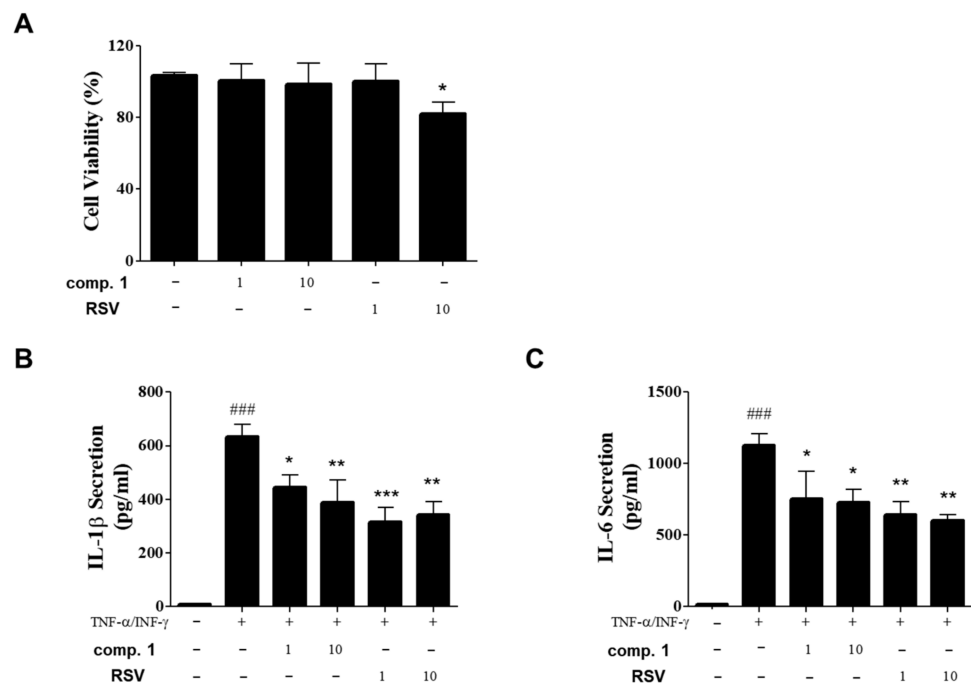 A
Cell Viability (%)
120
80
40
0
*
comp. 1 – 1 10 – –
RSV – – – 1 10
B
IL-1β Secretion
(pg/ml)
800
600
400
200
0
###
*
**
***
**
TNF-α/INF-γ – + + + + +
comp. 1 – – 1 10 – –
RSV – – – – 1 10
C
IL-6 Secretion
(pg/ml)
1500
1000
500
0
###
*
*
**
**
TNF-α/INF-γ – + + + + +
comp. 1 – – 1 10 – –
RSV – – – – 1 10